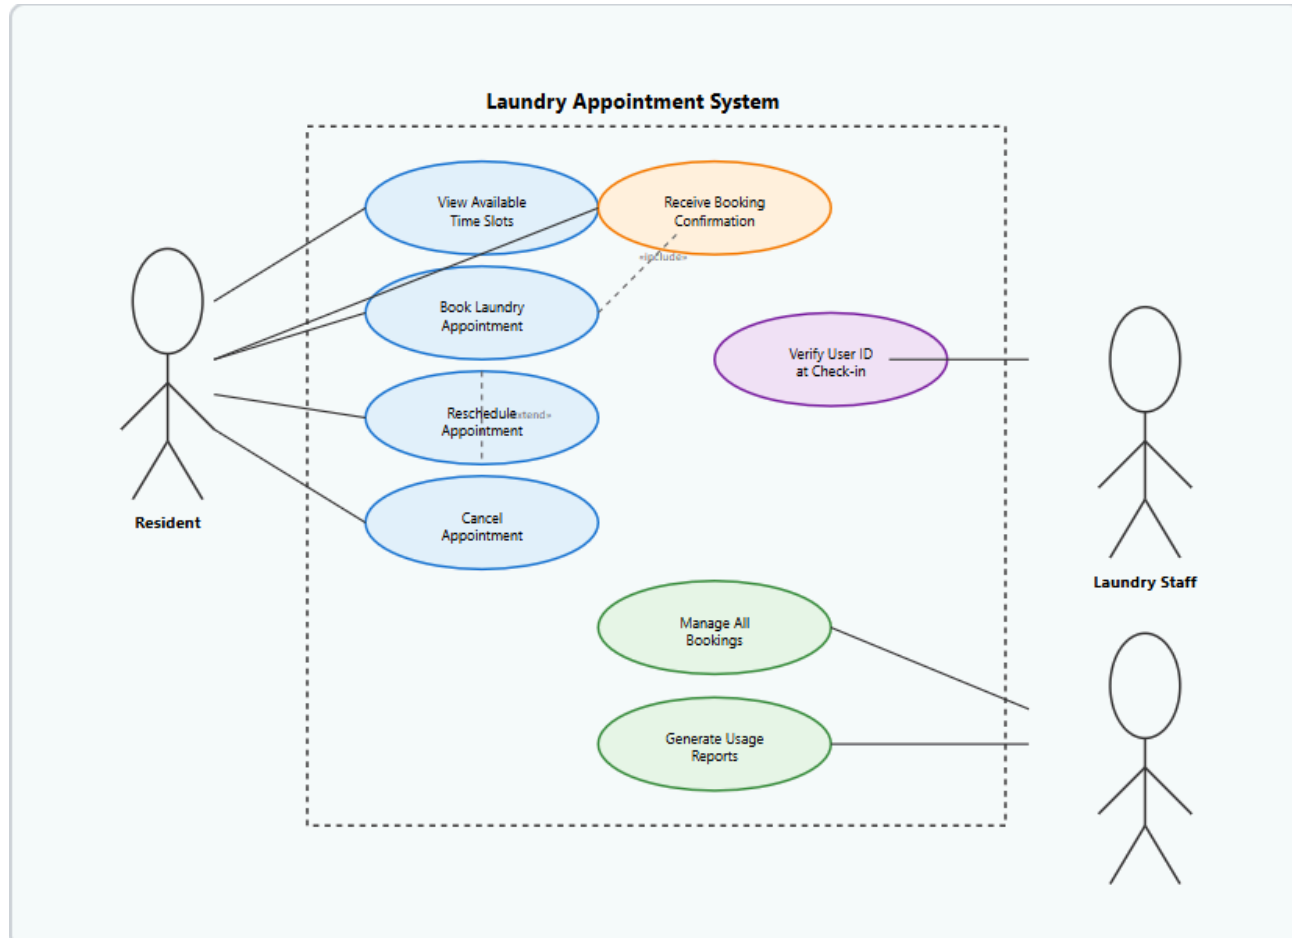 Laundry Appointment System
View Available
Time Slots
Receive Booking
Confirmation
«include»
Book Laundry
Appointment
Verify User ID
at Check-in
Reschedule
xtend»
Appointment
Resident
Cancel
Appointment
Laundry Staff
Manage All
Bookings
Generate Usage
Reports